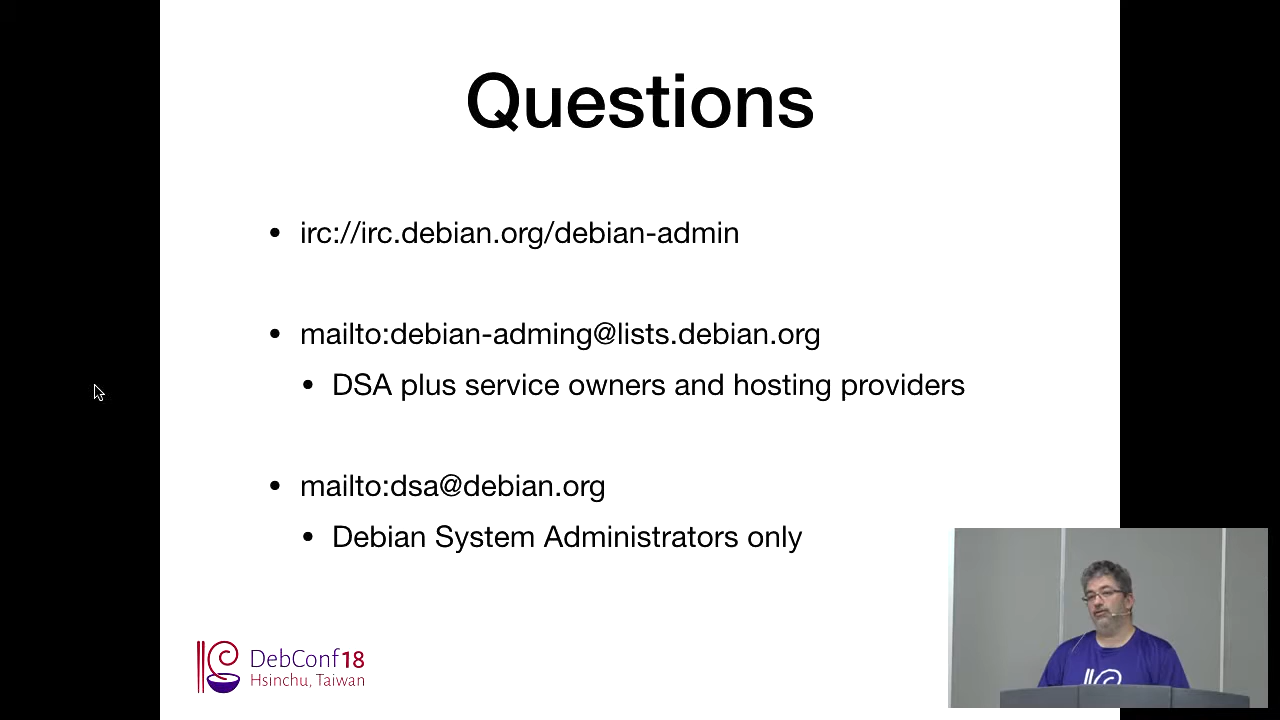 Questions
• irc://irc.debian.org/debian-admin
• mailto:debian-adming@lists.debian.org
• DSA plus service owners and hosting providers
• mailto:dsa@debian.org
• Debian System Administrators only
DebConf18
Hsinchu, Taiwan